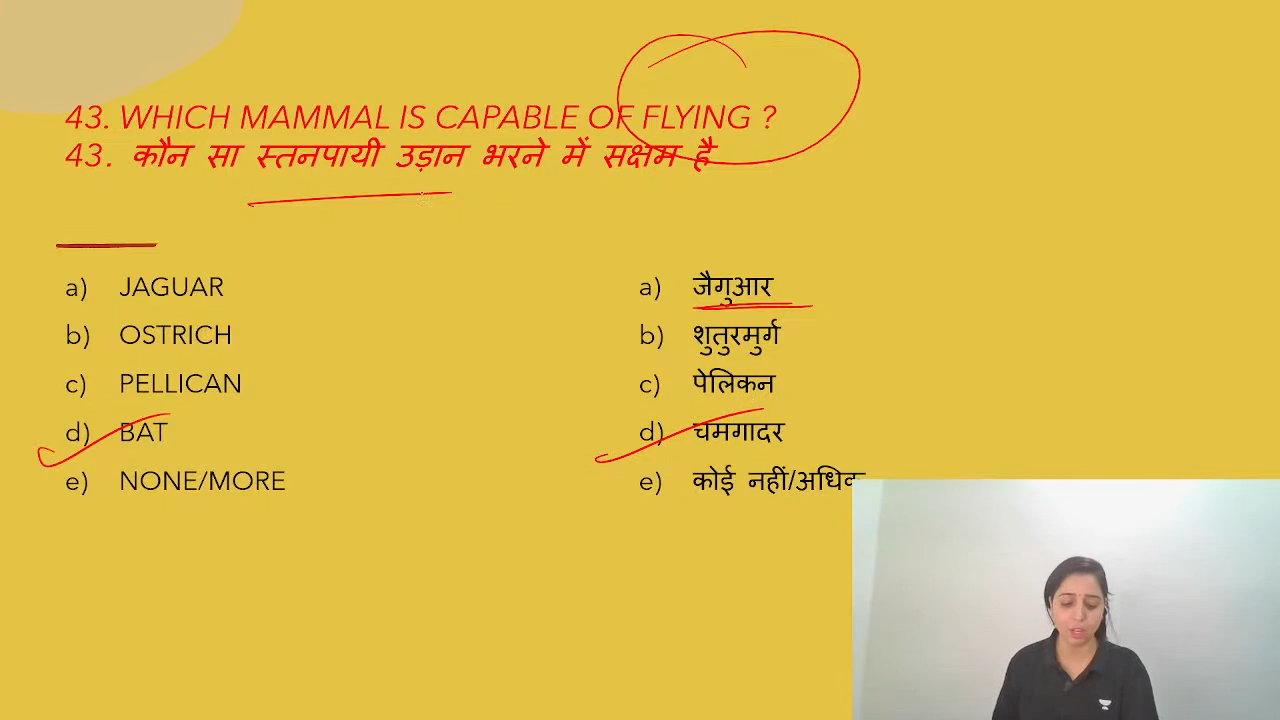 43. WHICH MAMMAL IS CAPABLE OF FLYING ?
43. कौन सा स्तनपायी उड़ान भरने में सक्षम है
a) JAGUAR
b) OSTRICH
c) PELLICAN
d) BAT
e) NONE/MORE
a) जैगुआर
b) शुतुरमुर्ग
c) पेलिकन
d) चमगादर
e) कोई नहीं/अधिक